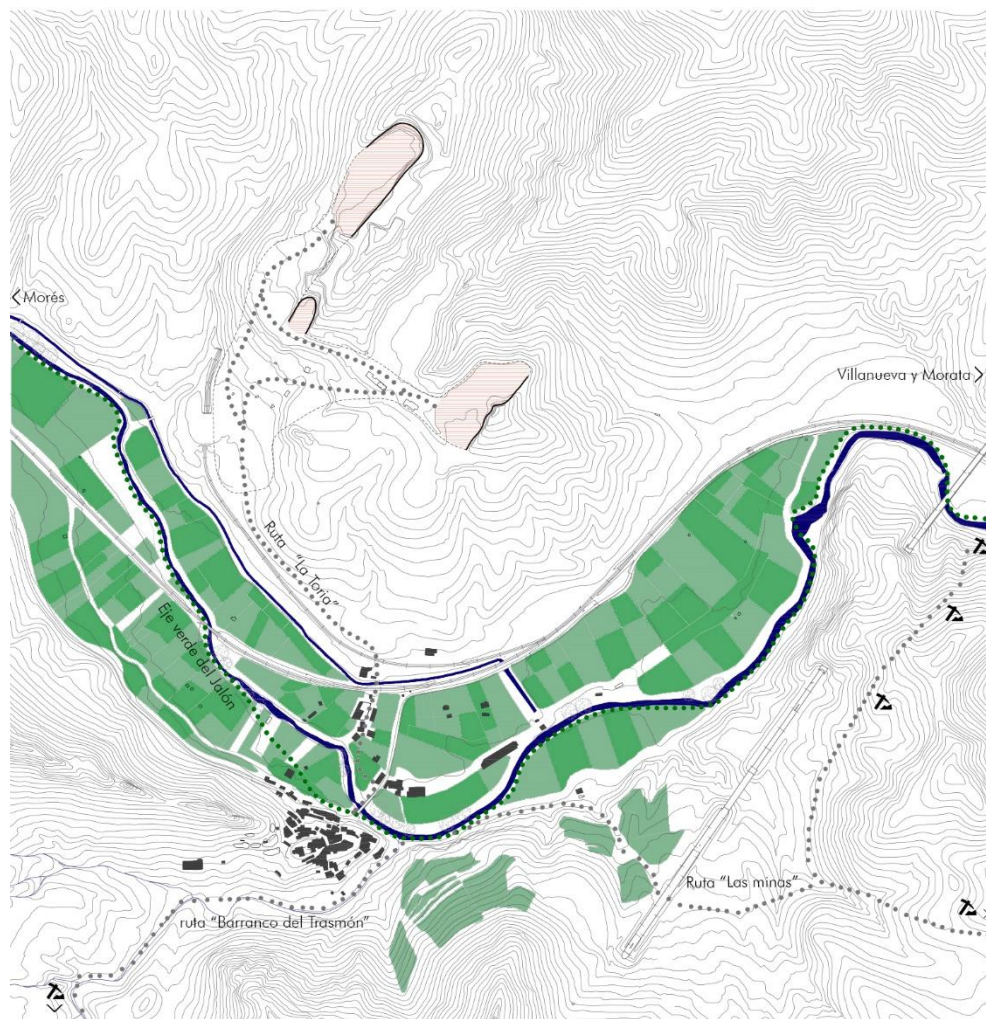 Morés
Villanueva y Morata
Ruta "La Toria"
Eje verde del Jalón
Ruta "Las minas"
ruta "Barranco del Trasmón"